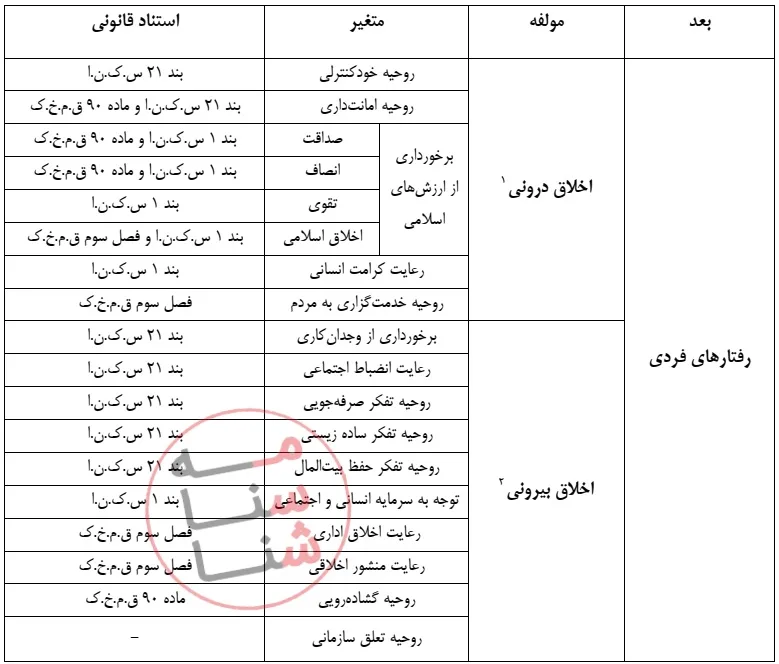 بعد مولفه متغیر استناد قانونی
رفتارهای فردی
اخلاق درونی۱
روحیه خودکنترلی بند ۲۱ س.ک.ن.ا
روحیه امانت‌داری بند ۲۱ س.ک.ن.ا و ماده ۹۰ ق.م.خ.ک
برخورداری
از ارزش‌های
اسلامی
صداقت بند ۱ س.ک.ن.ا و ماده ۹۰ ق.م.خ.ک
انصاف بند ۱ س.ک.ن.ا و ماده ۹۰ ق.م.خ.ک
تقوی بند ۱ س.ک.ن.ا
اخلاق اسلامی بند ۱ س.ک.ن.ا و فصل سوم ق.م.خ.ک
رعایت کرامت انسانی بند ۱ س.ک.ن.ا
روحیه خدمت‌گزاری به مردم فصل سوم ق.م.خ.ک
اخلاق بیرونی۲
برخورداری از وجدان‌کاری بند ۲۱ س.ک.ن.ا
رعایت انضباط اجتماعی بند ۲۱ س.ک.ن.ا
روحیه تفکر صرفه‌جویی بند ۲۱ س.ک.ن.ا
روحیه تفکر ساده زیستی بند ۲۱ س.ک.ن.ا
روحیه تفکر حفظ بیت‌المال بند ۲۱ س.ک.ن.ا
توجه به سرمایه انسانی و اجتماعی بند ۱ س.ک.ن.ا
رعایت اخلاق اداری فصل سوم ق.م.خ.ک
رعایت منشور اخلاقی فصل سوم ق.م.خ.ک
روحیه گشاده‌رویی ماده ۹۰ ق.م.خ.ک
روحیه تعلق سازمانی –
مه
سنا
شنا